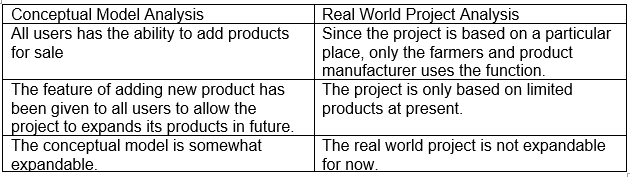 Conceptual Model Analysis
Real World Project Analysis
All users has the ability to add products
for sale
Since the project is based on a particular
place, only the farmers and product
manufacturer uses the function.
The feature of adding new product has
been given to all users to allow the
project to expands its products in future.
The project is only based on limited
products at present.
The conceptual model is somewhat
expandable.
The real world project is not expandable
for now.